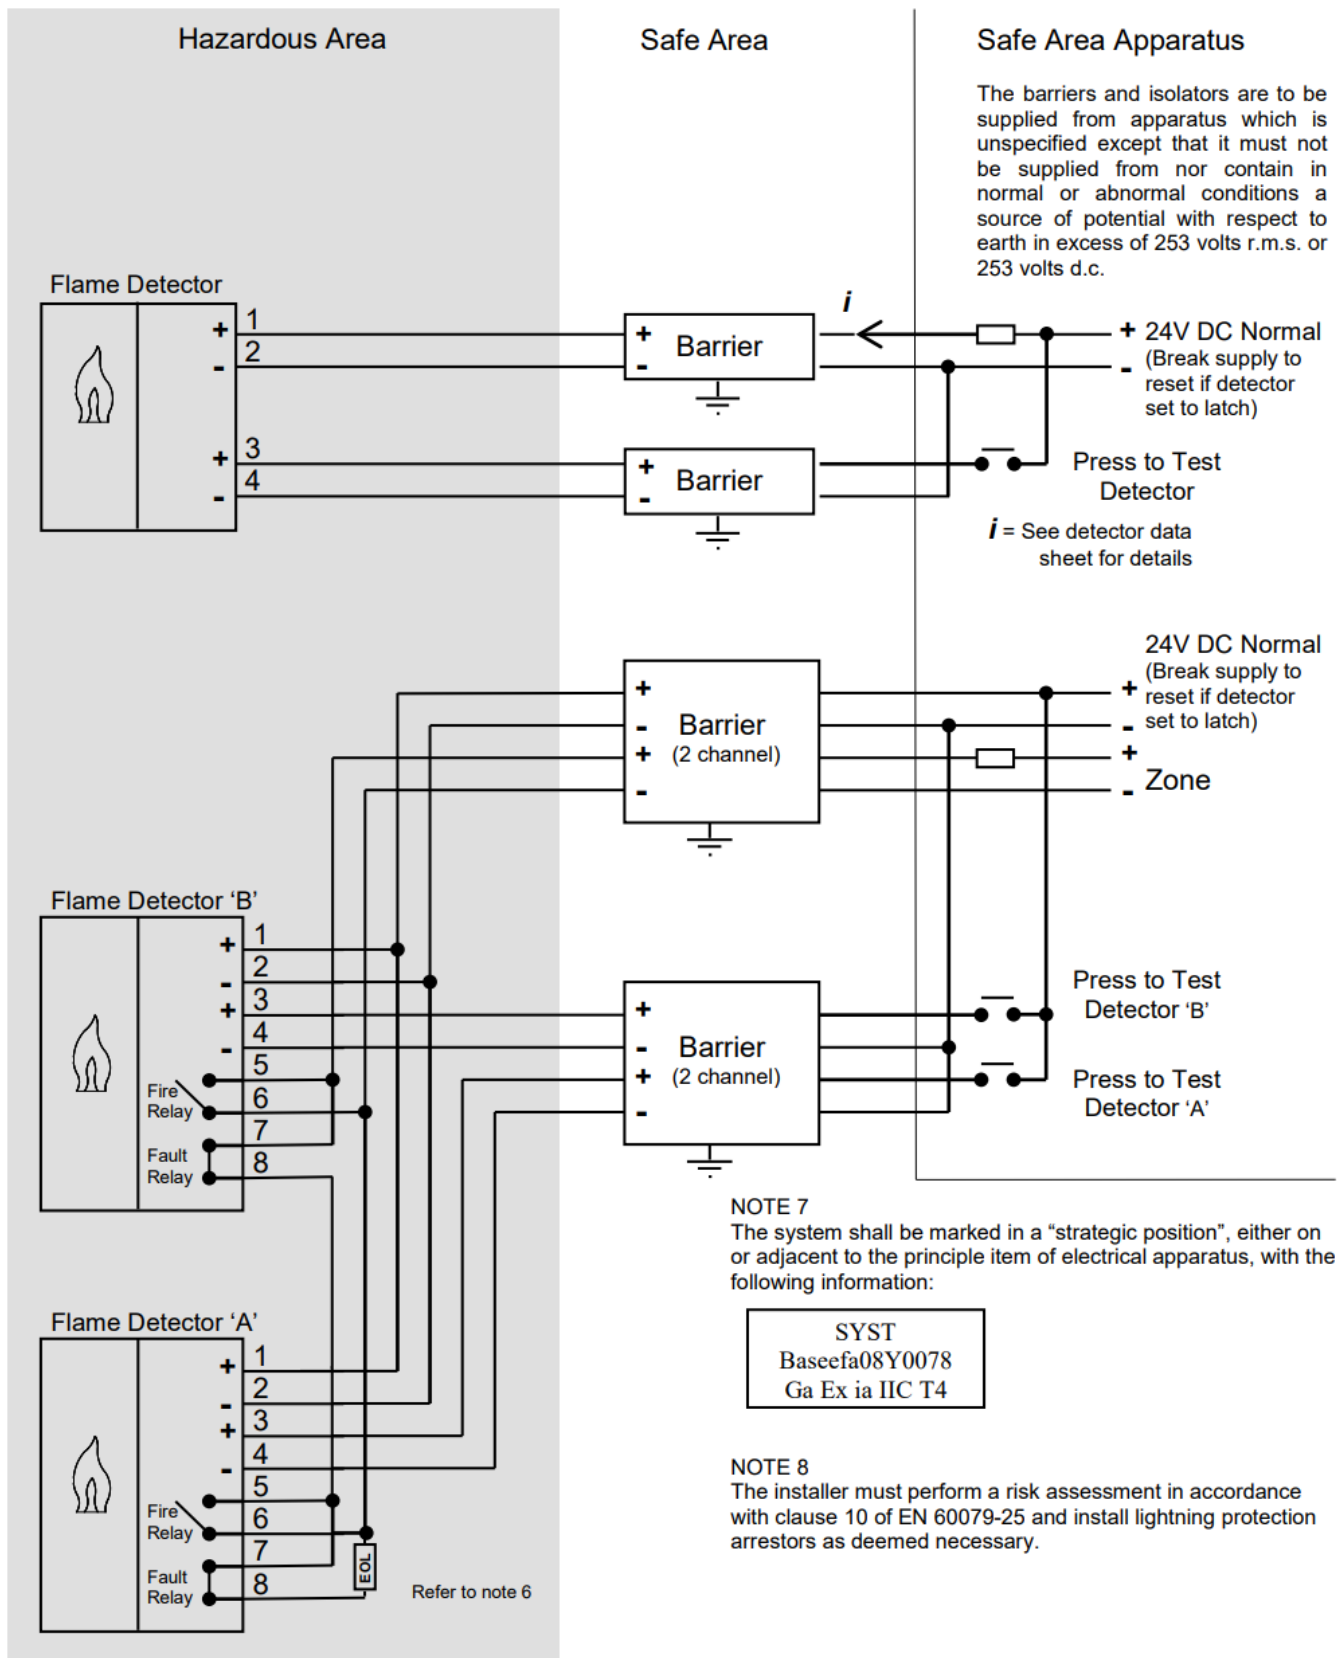 Hazardous Area
Safe Area
Safe Area Apparatus
The barriers and isolators are to be
supplied from apparatus which is
unspecified except that it must not
be supplied from nor contain in
normal or abnormal conditions a
source of potential with respect to
earth in excess of 253 volts r.m.s. or
253 volts d.c.
Flame Detector
+ 1
- 2
+ 3
- 4
+ Barrier
-
i
+ 24V DC Normal
- (Break supply to
reset if detector
set to latch)
+ Barrier
-
Press to Test
Detector
i = See detector data
sheet for details
24V DC Normal
(Break supply to
+ reset if detector
- set to latch)
+
- Zone
+
- Barrier
+ (2 channel)
-
Flame Detector ‘B’
+ 1
- 2
+ 3
- 4
5
Fire 6
Relay
7
Fault 8
Relay
+
- Barrier
+ (2 channel)
-
Press to Test
Detector ‘B’
Press to Test
Detector ‘A’
NOTE 7
The system shall be marked in a “strategic position”, either on
or adjacent to the principle item of electrical apparatus, with the
following information:
SYST
Baseefa08Y0078
Ga Ex ia IIC T4
Flame Detector ‘A’
+ 1
- 2
+ 3
- 4
5
Fire 6
Relay
7
Fault 8
Relay
EOL
Refer to note 6
NOTE 8
The installer must perform a risk assessment in accordance
with clause 10 of EN 60079-25 and install lightning protection
arrestors as deemed necessary.